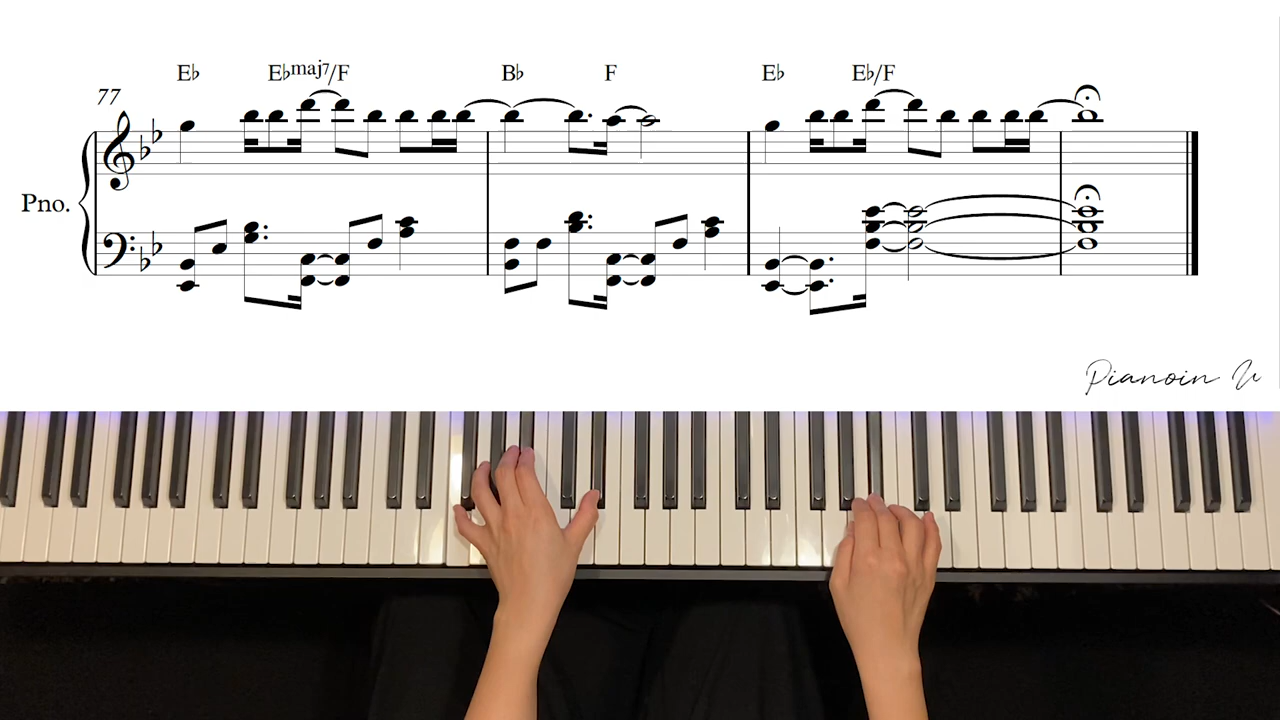 E♭ E♭maj7/F B♭ F E♭ E♭/F
77
Pno.
Pianoin U